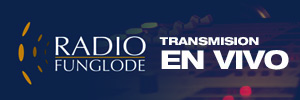 RADIO
FUNGLODE
TRANSMISION
EN VIVO